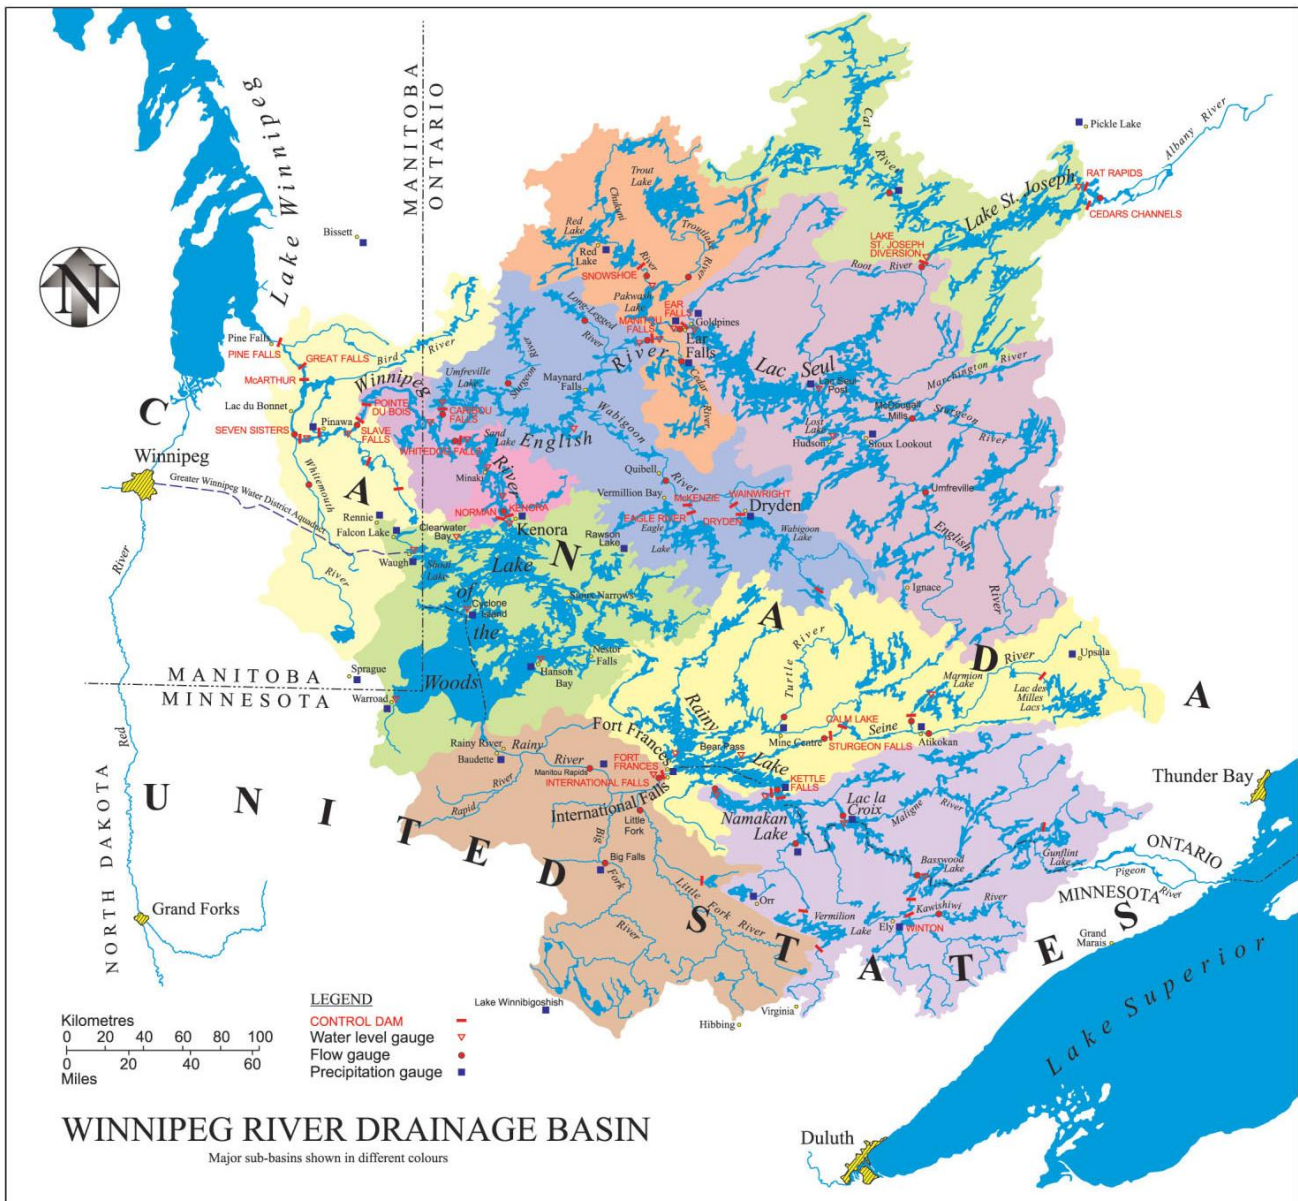 Lake Winnipeg
MANITOBA
ONTARIO
Cat
River
Pickle Lake
Albany River
RAT RAPIDS
CEDARS CHANNELS
Lake St. Joseph
LAKE
ST. JOSEPH
DIVERSION
Root River
Bissett
Trout
Lake
Chukuni
River
Red
Lake
Red
Lake
Troutlake
River
SNOWSHOE
Pakwash
Lake
EAR
FALLS
Goldpines
Ear
Falls
MANITOU
FALLS
Long-Legged
River
N
Pine Falls
PINE FALLS
GREAT FALLS
McARTHUR
Bird River
Winnipeg
River
Lac du Bonnet
POINTE
DU BOIS
Pinawa
SEVEN SISTERS
SLAVE
FALLS
Umfreville
Lake
Sturgeon
River
CARIBOU
FALLS
Maynard
Falls
English
River
Cedar
River
Lac Seul
Lac Seul
Post
Marchington River
McDougall
Mills
Sturgeon
River
Lost
Lake
Hudson
Sioux Lookout
Wabigoon
River
WHITEDOG FALLS
Sand
Lake
Minaki
Quibell
Vermillion Bay
McKENZIE
WAINWRIGHT
Dryden
EAGLE RIVER
DRYDEN
Eagle
Lake
Wabigoon
Lake
Umfreville
English
River
Ignace
Winnipeg
Greater Winnipeg Water District Aquaduct
Whitemouth
River
Rennie
Falcon Lake
Waugh
Clearwater
Bay
Shoal
Lake
NORMAN
KENORA
Kenora
Rawson
Lake
Lake
of
the
Woods
Cyclone
Island
Sioux Narrows
Nestor
Falls
Hanson
Bay
CANADA
River
Red
MANITOBA
MINNESOTA
Sprague
Warroad
Turtle River
River
Upsala
Marmion
Lake
Lac des
Milles
Lacs
Rainy
Lake
CALM LAKE
Seine
Mine Centre
STURGEON FALLS
Atikokan
Bear Pass
Fort Frances
Rainy River
Baudette
Rainy
River
Manitou Rapids
FORT
FRANCES
INTERNATIONAL FALLS
International Falls
Rapid
River
Little
Fork
Big
Fork
River
Big Falls
KETTLE
FALLS
Namakan
Lake
Lac la
Croix
Maligne River
Basswood
Lake
Gunflint
Lake
Thunder Bay
ONTARIO
MINNESOTA
Pigeon
River
Little Fork River
Orr
Vermilion
Lake
Ely
Kawishiwi
River
WINTON
Grand
Marais
UNITED STATES
NORTH DAKOTA
Grand Forks
Lake Winnibigoshish
Virginia
Hibbing
Lake Superior
Duluth
Kilometres
0 20 40 60 80 100
0 20 40 60
Miles
LEGEND
CONTROL DAM
Water level gauge
Flow gauge
Precipitation gauge
WINNIPEG RIVER DRAINAGE BASIN
Major sub-basins shown in different colours